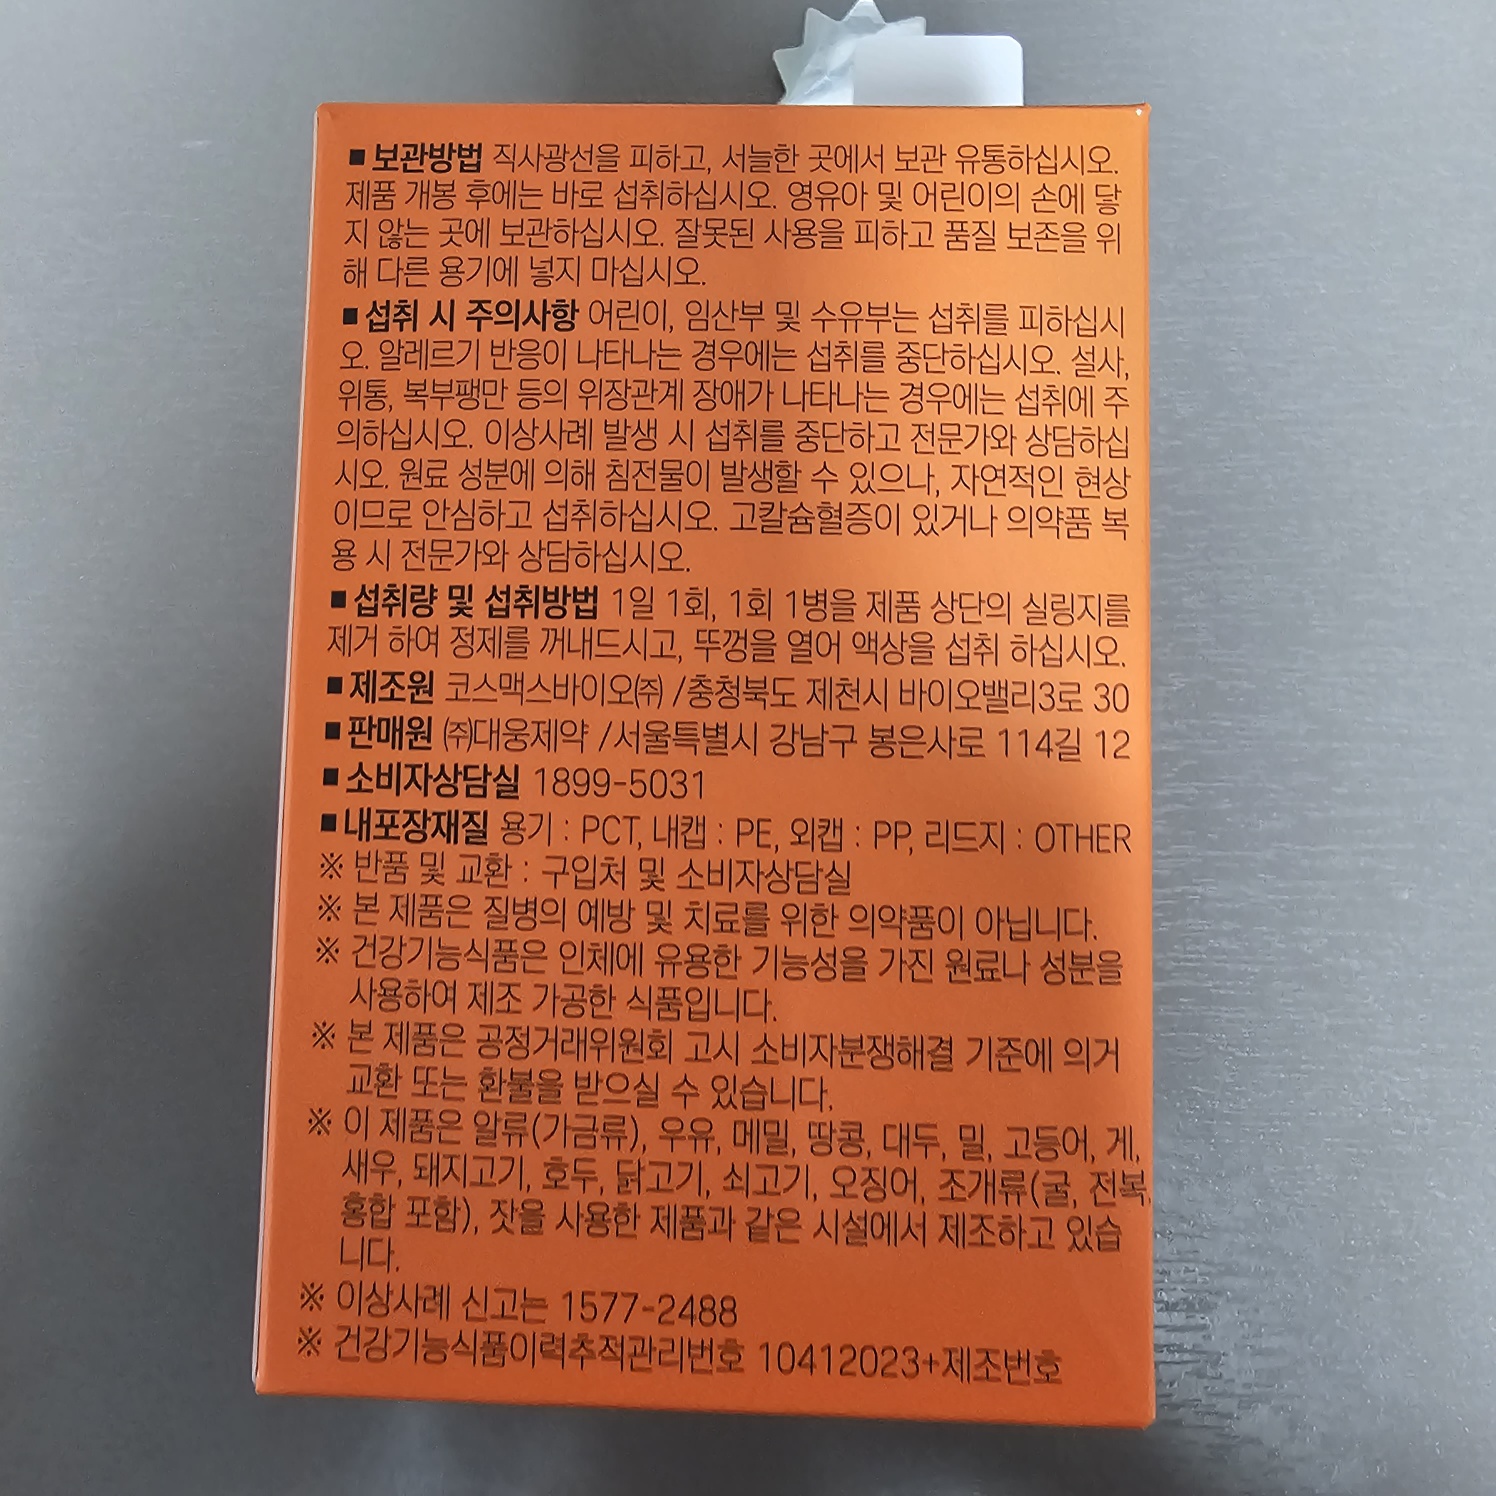 ■ 보관방법 직사광선을 피하고, 서늘한 곳에서 보관 유통하십시오.
제품 개봉 후에는 바로 섭취하십시오. 영유아 및 어린이의 손에 닿
지 않는 곳에 보관하십시오. 잘못된 사용을 피하고 품질 보존을 위
해 다른 용기에 넣지 마십시오.
■ 섭취 시 주의사항 어린이, 임산부 및 수유부는 섭취를 피하십시
오. 알레르기 반응이 나타나는 경우에는 섭취를 중단하십시오. 설사,
위통, 복부팽만 등의 위장관계 장애가 나타나는 경우에는 섭취에 주
의하십시오. 이상사례 발생 시 섭취를 중단하고 전문가와 상담하십
시오. 원료 성분에 의해 침전물이 발생할 수 있으나, 자연적인 현상
이므로 안심하고 섭취하십시오. 고칼슘혈증이 있거나 의약품 복
용 시 전문가와 상담하십시오.
■ 섭취량 및 섭취방법 1일 1회, 1회 1병을 제품 상단의 실링지를
제거 하여 정제를 꺼내드시고, 뚜껑을 열어 액상을 섭취 하십시오.
■ 제조원 코스맥스바이오㈜ /충청북도 제천시 바이오밸리3로 30
■ 판매원 ㈜대웅제약 /서울특별시 강남구 봉은사로 114길 12
■ 소비자상담실 1899-5031
■ 내포장재질 용기 : PCT, 내캡 : PE, 외캡 : PP, 리드지 : OTHER
※ 반품 및 교환 : 구입처 및 소비자상담실
※ 본 제품은 질병의 예방 및 치료를 위한 의약품이 아닙니다.
※ 건강기능식품은 인체에 유용한 기능성을 가진 원료나 성분을
사용하여 제조 가공한 식품입니다.
※ 본 제품은 공정거래위원회 고시 소비자분쟁해결 기준에 의거
교환 또는 환불을 받으실 수 있습니다.
※ 이 제품은 알류(가금류), 우유, 메밀, 땅콩, 대두, 밀, 고등어, 게,
새우, 돼지고기, 호두, 닭고기, 쇠고기, 오징어, 조개류(굴, 전복,
홍합 포함), 잣을 사용한 제품과 같은 시설에서 제조하고 있습
니다.
※ 이상사례 신고는 1577-2488
※ 건강기능식품이력추적관리번호 10412023+제조번호